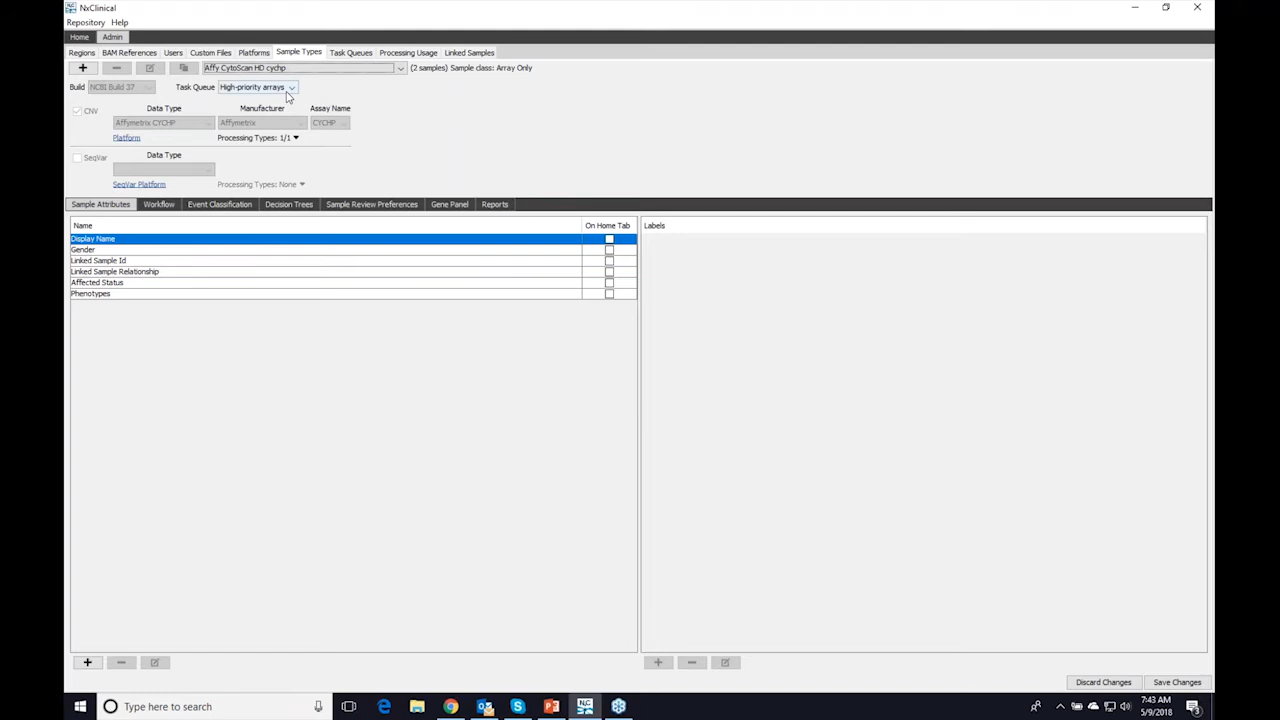 NxClinical
Repository Help
Home Admin
Regions BAM References Users Custom Files Platforms Sample Types Task Queues Processing Usage Linked Samples
Affy CytoScan HD cychp (2 samples) Sample class: Array Only
Build NCBI Build 37 Task Queue High-priority arrays
CNV Data Type Manufacturer Assay Name
Affymetrix CYCHP Affymetrix CYCHP
Platform Processing Types: 1/1
SeqVar Data Type
SeqVar Platform Processing Types: None
Sample Attributes Workflow Event Classification Decision Trees Sample Review Preferences Gene Panel Reports
Name On Home Tab Labels
Display Name
Gender
Linked Sample Id
Linked Sample Relationship
Affected Status
Phenotypes
Discard Changes Save Changes
Type here to search
7:43 AM
5/9/2018